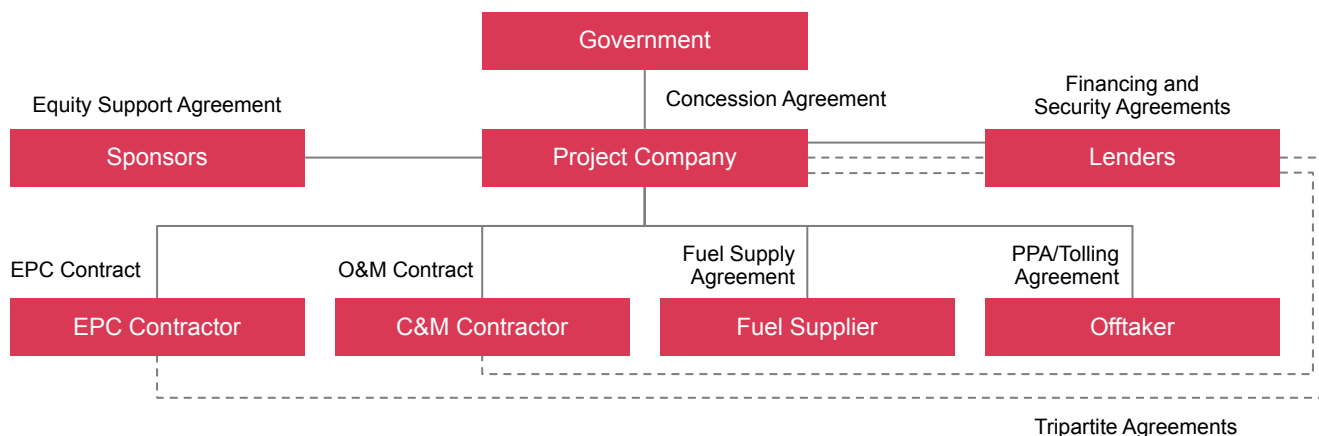 Government
Equity Support Agreement
Concession Agreement
Financing and
Security Agreements
Sponsors
Project Company
Lenders
EPC Contract
O&M Contract
Fuel Supply
Agreement
PPA/Tolling
Agreement
EPC Contractor
C&M Contractor
Fuel Supplier
Offtaker
Tripartite Agreements